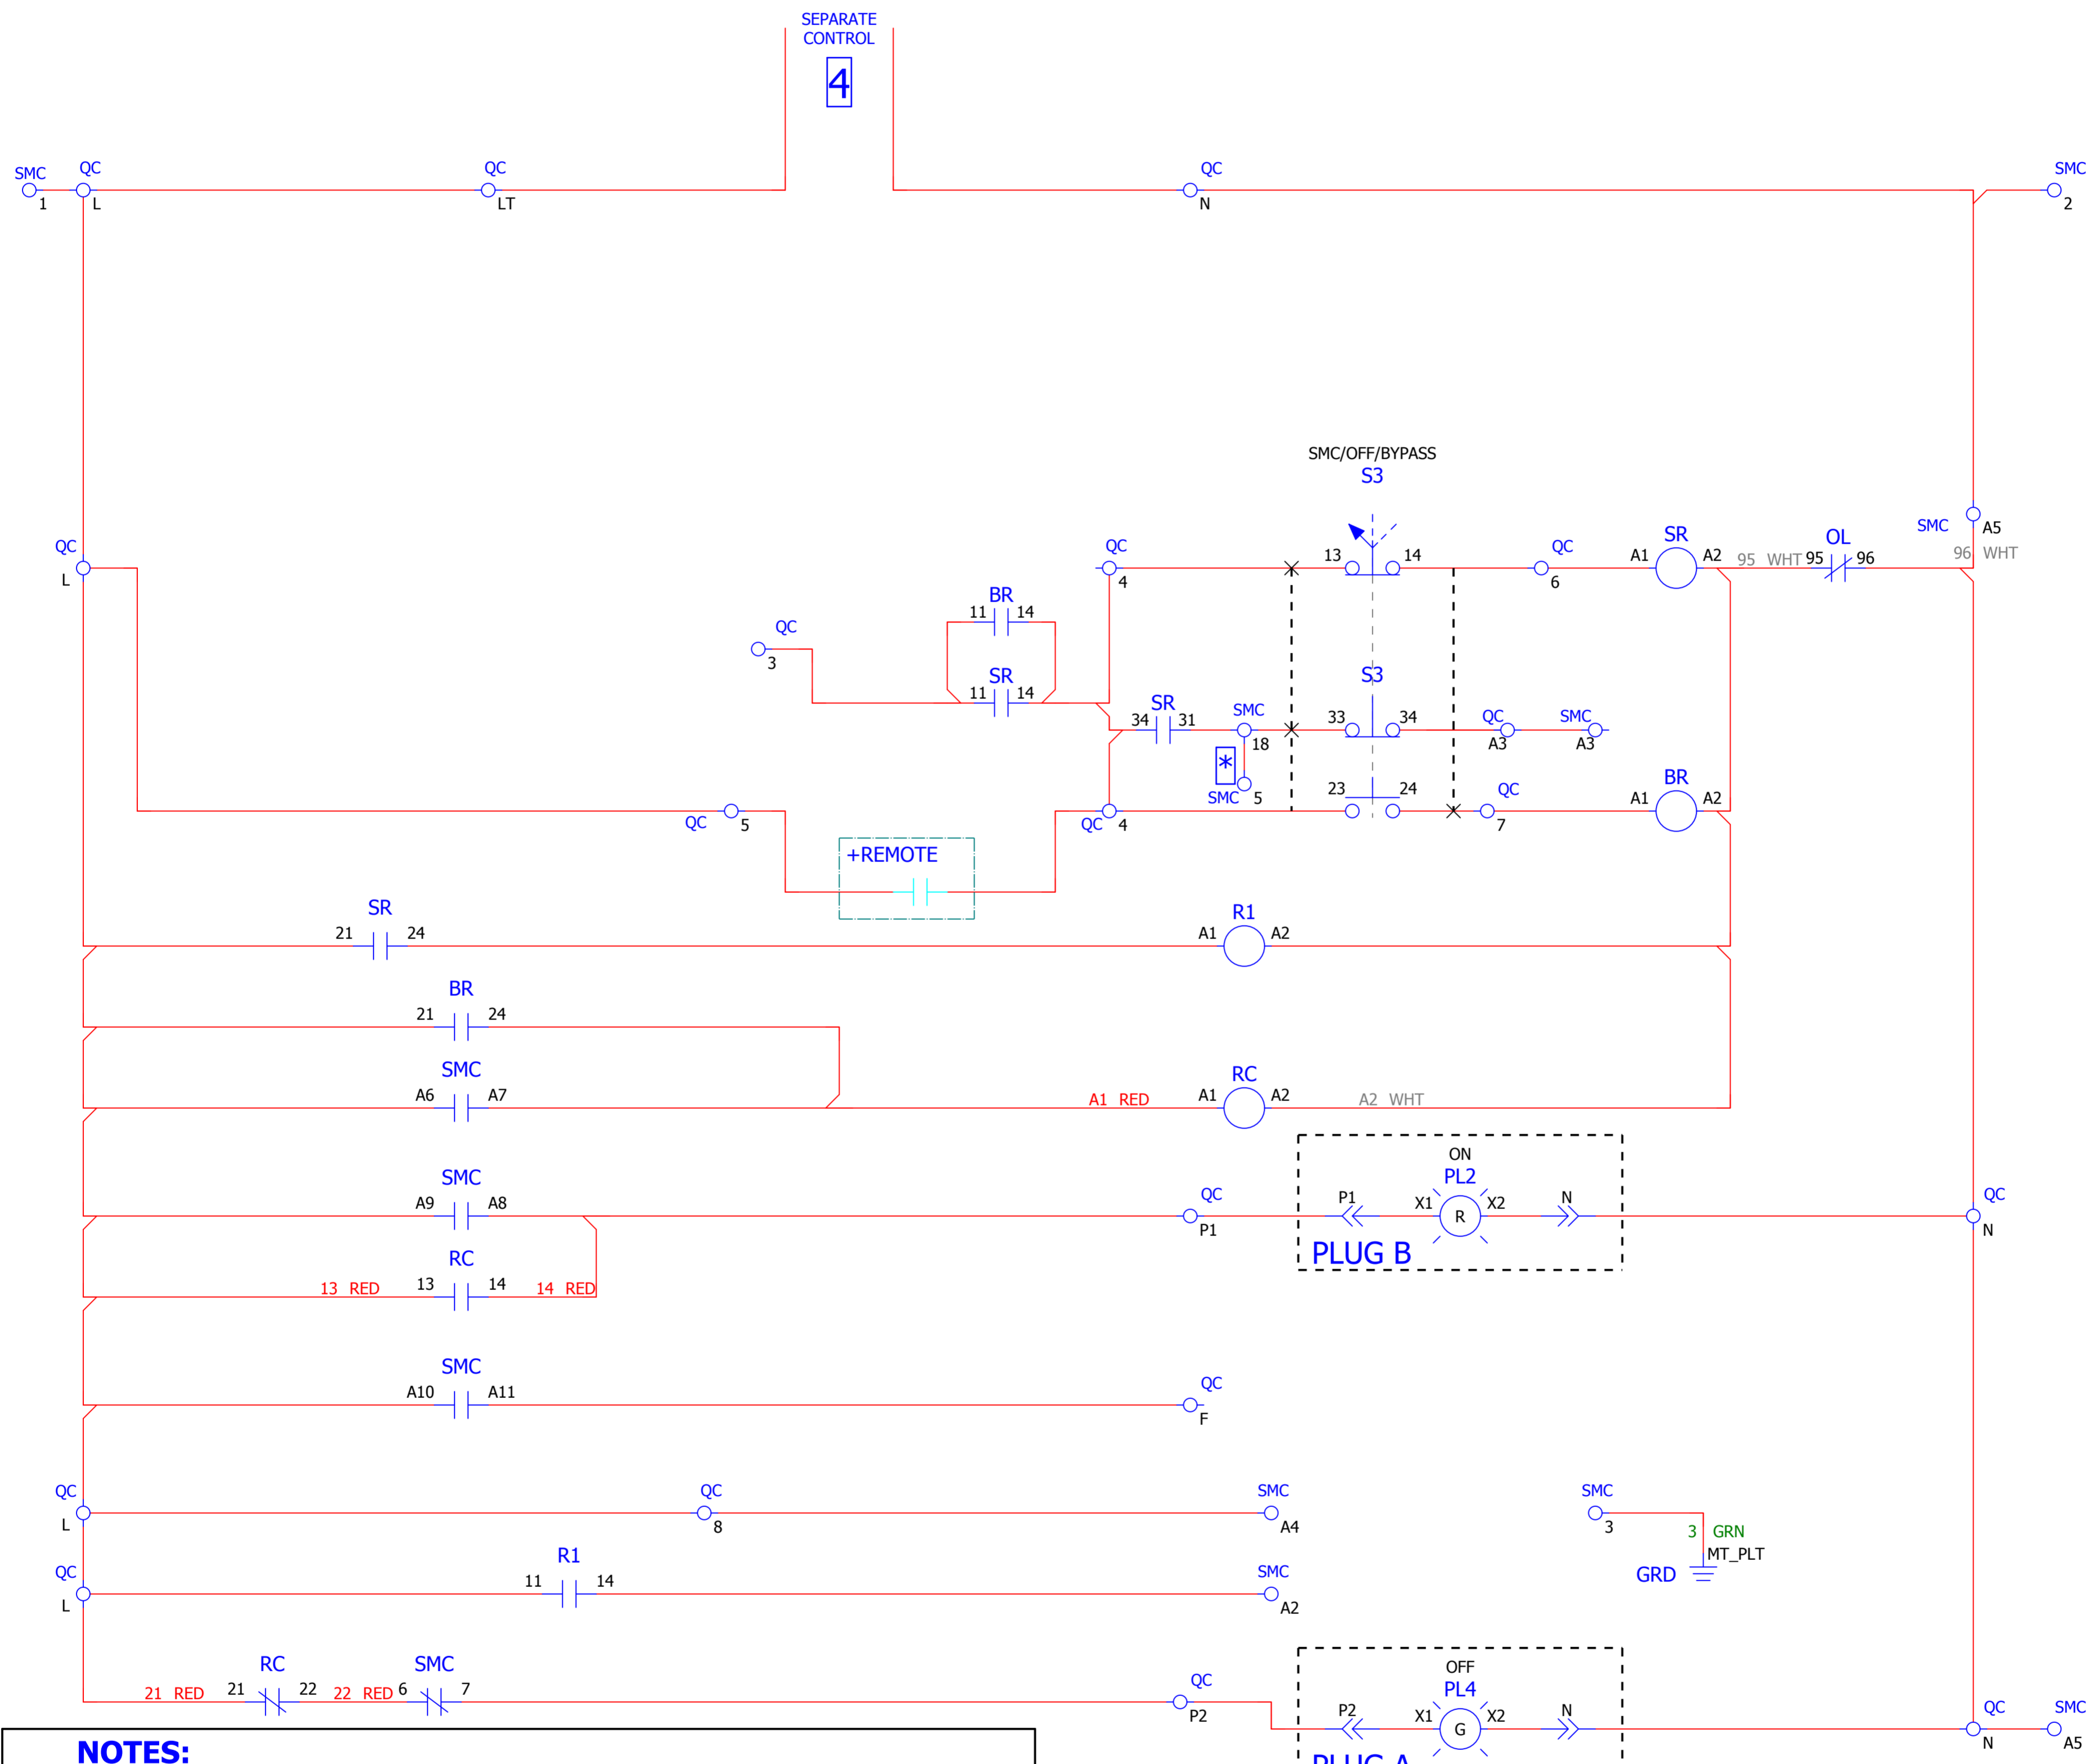 SEPARATE
CONTROL
4
SMC QC QC QC SMC
1 L LT N 2
SMC/OFF/BYPASS
S3
QC QC 13 14 QC SR OL SMC A5
L 4 6 A1 A2 95 WHT 95 96 96 WHT
BR
11 14
QC
3
SR S3
11 14
SR SMC 33 34 QC SMC
34 31 18 A3 A3
*
SMC 5
23 24 QC BR
QC 5 QC 4 7 A1 A2
+REMOTE
SR R1
21 24 A1 A2
BR
21 24
SMC RC
A6 A7 A1 RED A1 A2 A2 WHT
ON
SMC PL2
A9 A8 QC P1 X1 R X2 N QC
P1 N
PLUG B
RC
13 RED 13 14 14 RED
SMC
A10 A11 QC
F
QC QC SMC SMC
L 8 A4 3
3 GRN
MT_PLT
GRD
QC R1 SMC
L 11 14 A2
OFF
RC SMC QC PL4
21 RED 21 22 22 RED 6 7 P2 P2 X1 G X2 N QC SMC
N A5
PLUG A
NOTES: